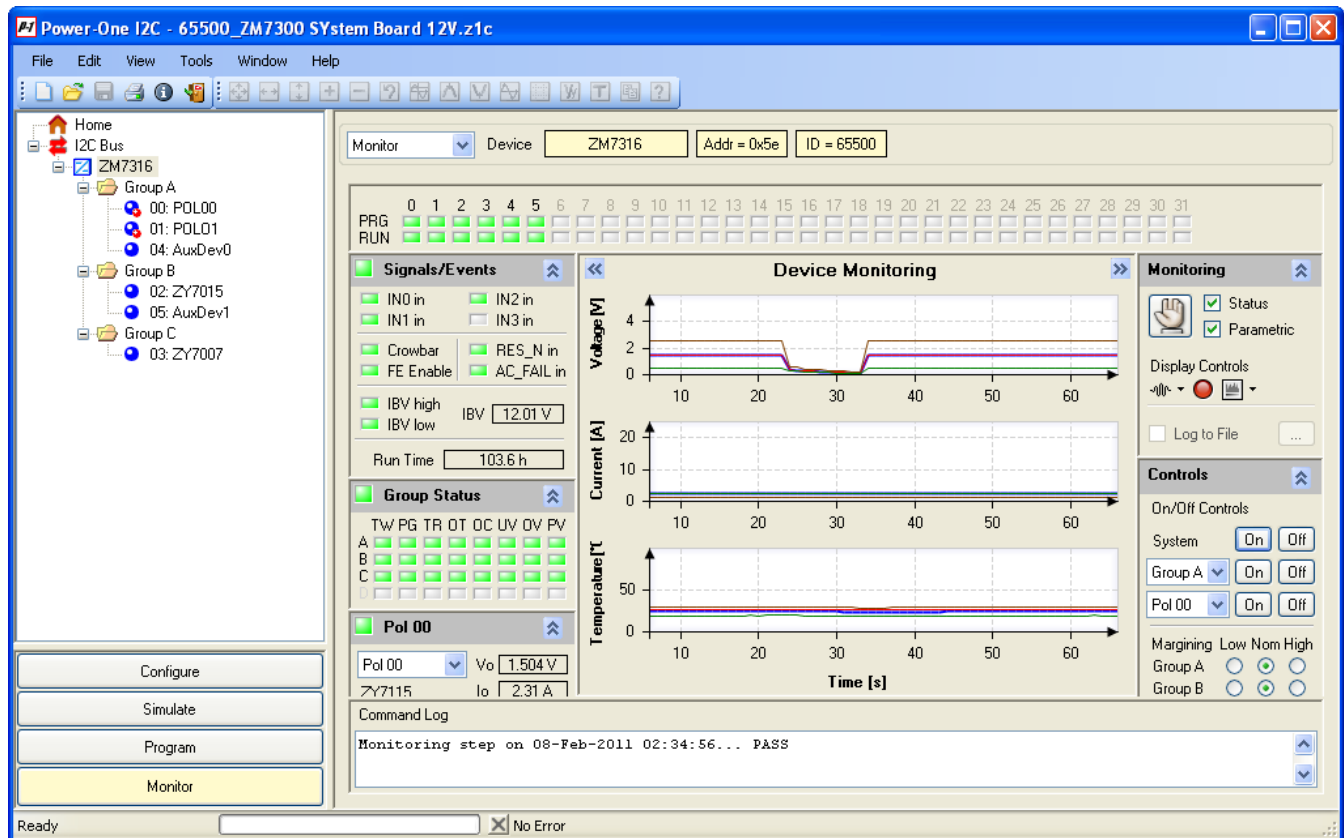 Power-One I2C - 65500_ZM7300 SYstem Board 12V.z1c
File Edit View Tools Window Help
Home
I2C Bus
ZM7316
Group A
00: POL00
01: POL01
04: AuxDev0
Group B
02: ZY7015
05: AuxDev1
Group C
03: ZY7007
Configure
Simulate
Program
Monitor
Monitor Device ZM7316 Addr = 0x5e ID = 65500
0 1 2 3 4 5 6 7 8 9 10 11 12 13 14 15 16 17 18 19 20 21 22 23 24 25 26 27 28 29 30 31
PRG
RUN
Signals/Events
IN0 in IN2 in
IN1 in IN3 in
Crowbar RES_N in
FE Enable AC_FAIL in
IBV high
IBV 12.01 V
IBV low
Run Time 103.6 h
Group Status
TW PG TR OT OC UV OV PV
A
B
C
D
Pol 00
Pol 00 Vo 1.504 V
ZY7115 Io 2.31 A
Device Monitoring
Voltage [V]
4
2
0
10 20 30 40 50 60
Current [A]
20
10
0
10 20 30 40 50 60
Temperature[°C
50
0
10 20 30 40 50 60
Time [s]
Monitoring
Status
Parametric
Display Controls
Log to File ...
Controls
On/Off Controls
System On Off
Group A On Off
Pol 00 On Off
Margining Low Nom High
Group A
Group B
Command Log
Monitoring step on 08-Feb-2011 02:34:56... PASS
Ready No Error